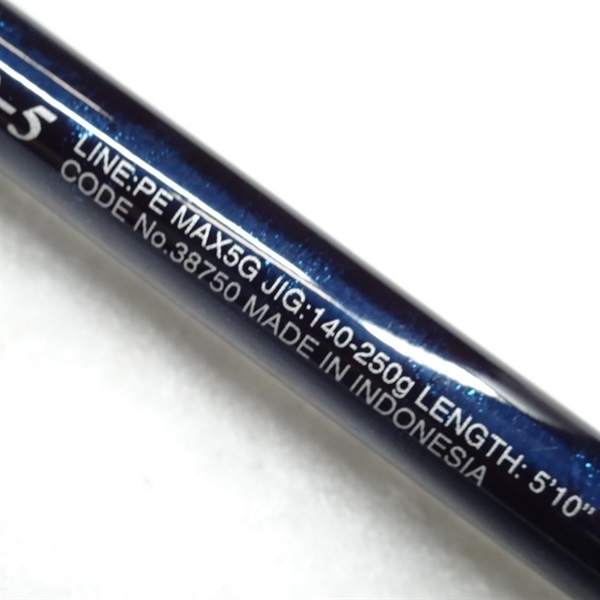 -5
LINE:PE MAX5G JIG:140-250g LENGTH: 5'10"
CODE No.38750 MADE IN INDONESIA